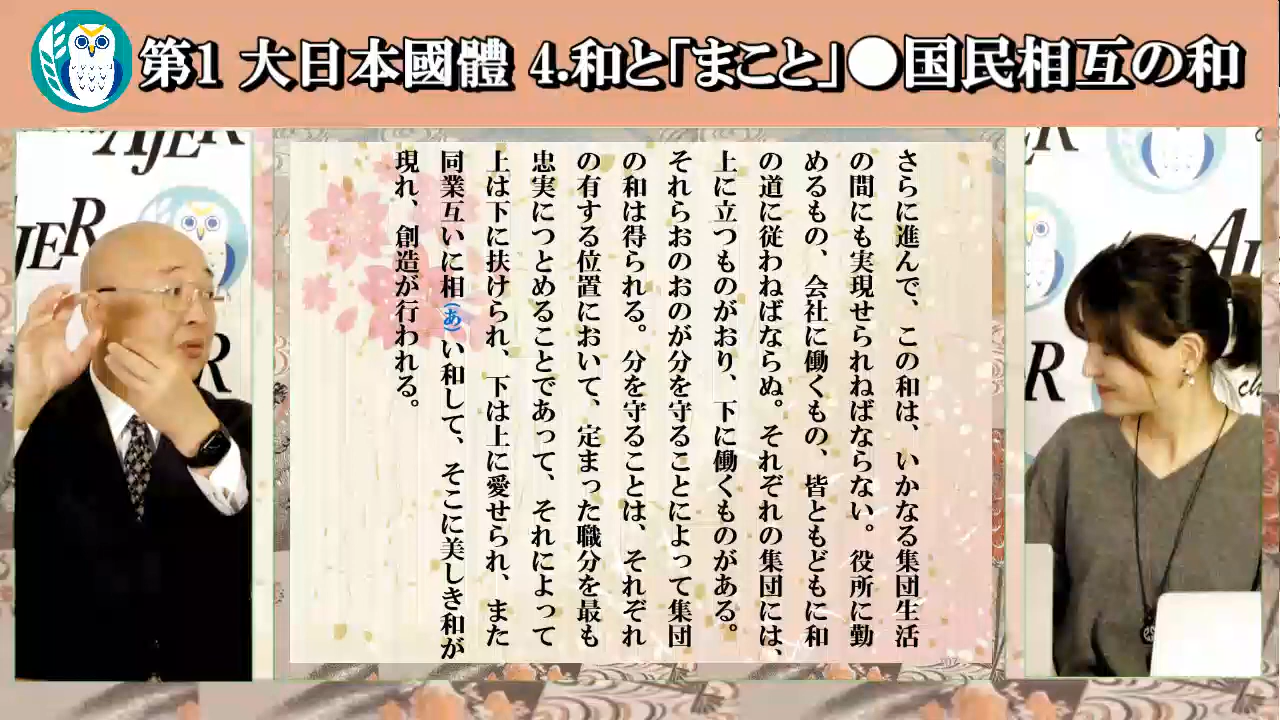 第1 大日本國體 4.和と「まこと」●国民相互の和
さらに進んで、この和は、いかなる集団生活
の間にも実現せられねばならない。役所に勤
めるもの、会社に働くもの、皆ともどもに和
の道に従わねばならぬ。それぞれの集団には、
上に立つものがおり、下に働くものがある。
それらおのおのが分を守ることによって集団
の和は得られる。分を守ることは、それぞれ
の有する位置において、定まった職分を最も
忠実につとめることであって、それによって
上は下に扶けられ、下は上に愛せられ、また
同業互いに相(あ)い和して、そこに美しき和が
現れ、創造が行われる。
AJER
JER
R
ER
AJ
R
ch